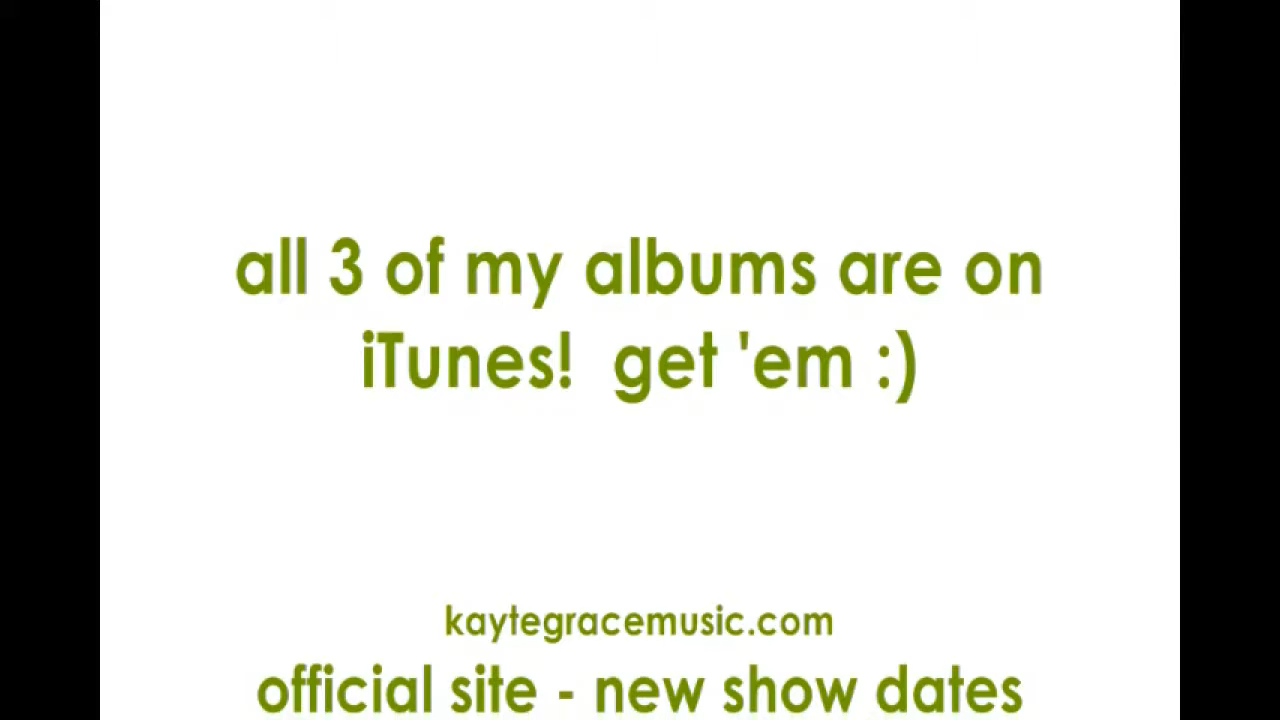 all 3 of my albums are on
iTunes!  get 'em :)
kaytegracemusic.com
official site - new show dates